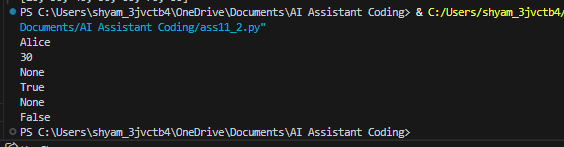 PS C:\Users\shyam_3jvctb4\OneDrive\Documents\AI Assistant Coding> & C:/Users/shyam_3jvctb4/
Documents/AI Assistant Coding/ass11_2.py"
Alice
30
None
True
None
False
PS C:\Users\shyam_3jvctb4\OneDrive\Documents\AI Assistant Coding>